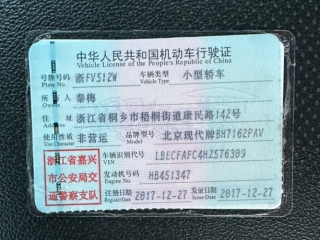 中华人民共和国机动车行驶证
Vehicle License of the People's Republic of China
号牌号码 浙FV512W 车辆类型 小型轿车
Plate No. Vehicle Type
所有人 秦梅
Owner
住址 浙江省桐乡市梧桐街道康民路142号
Address
使用性质 非营运 品牌型号 北京现代牌BH7162PAV
Use Character Model
浙江省嘉兴市公安局交通警察支队
车辆识别代号 LBECFAFC4HZ576309
VIN
发动机号码 HB451347
Engine No.
注册日期 2017-12-27 发证日期 2017-12-27
Register Date Issue Date